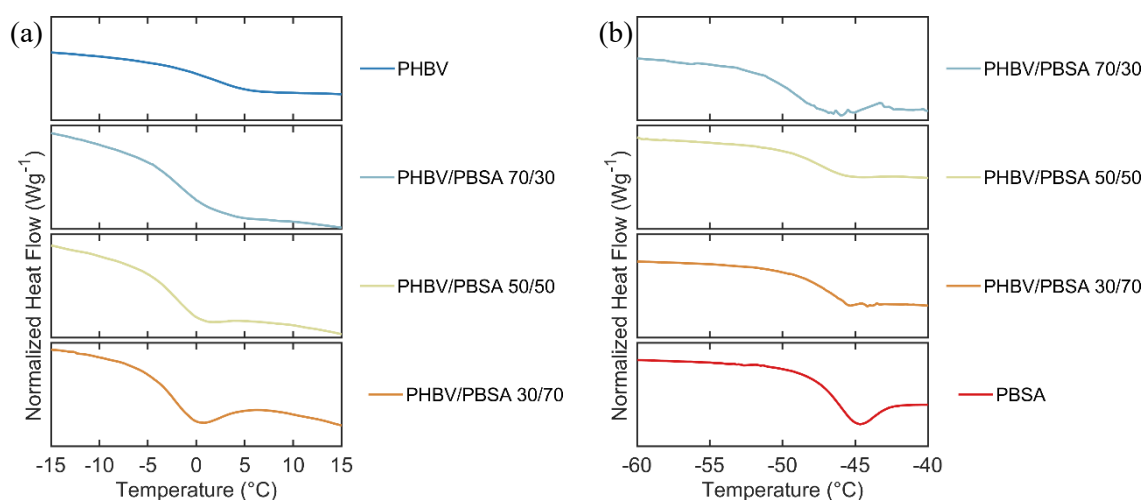 (a)
Normalized Heat Flow (Wg⁻¹)
PHBV
PHBV/PBSA 70/30
PHBV/PBSA 50/50
PHBV/PBSA 30/70
-15 -10 -5 0 5 10 15
Temperature (°C)
(b)
Normalized Heat Flow (Wg⁻¹)
PHBV/PBSA 70/30
PHBV/PBSA 50/50
PHBV/PBSA 30/70
PBSA
-60 -55 -50 -45 -40
Temperature (°C)